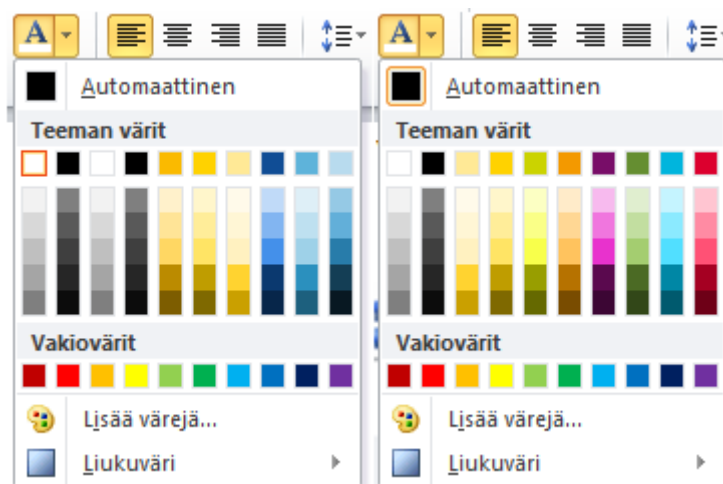 A A
Automaattinen Automaattinen
Teeman värit Teeman värit
Vakiovärit Vakiovärit
Lisää värejä... Lisää värejä...
Liukuväri Liukuväri